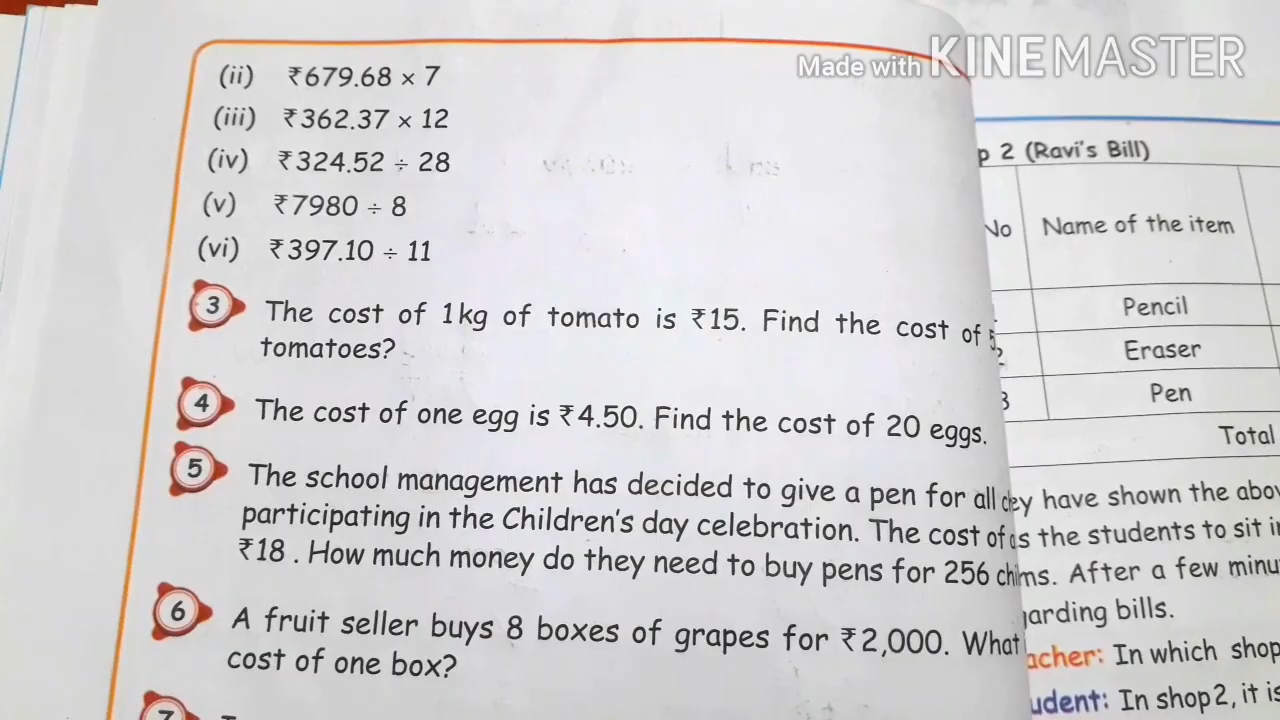 Made with KINEMASTER
(ii) ₹679.68 × 7
(iii) ₹362.37 × 12
(iv) ₹324.52 ÷ 28
(v) ₹7980 ÷ 8
(vi) ₹397.10 ÷ 11
3 The cost of 1kg of tomato is ₹15. Find the cost of
tomatoes?
4 The cost of one egg is ₹4.50. Find the cost of 20 eggs.
5 The school management has decided to give a pen for all
participating in the Children's day celebration. The cost of
₹18 . How much money do they need to buy pens for 256
6 A fruit seller buys 8 boxes of grapes for ₹2,000. What
cost of one box?
7
2 (Ravi's Bill)
No Name of the item
Pencil
Eraser
3 Pen
Total
have shown the
the students to sit
After a few
bills.
In which shop
In shop2, it is